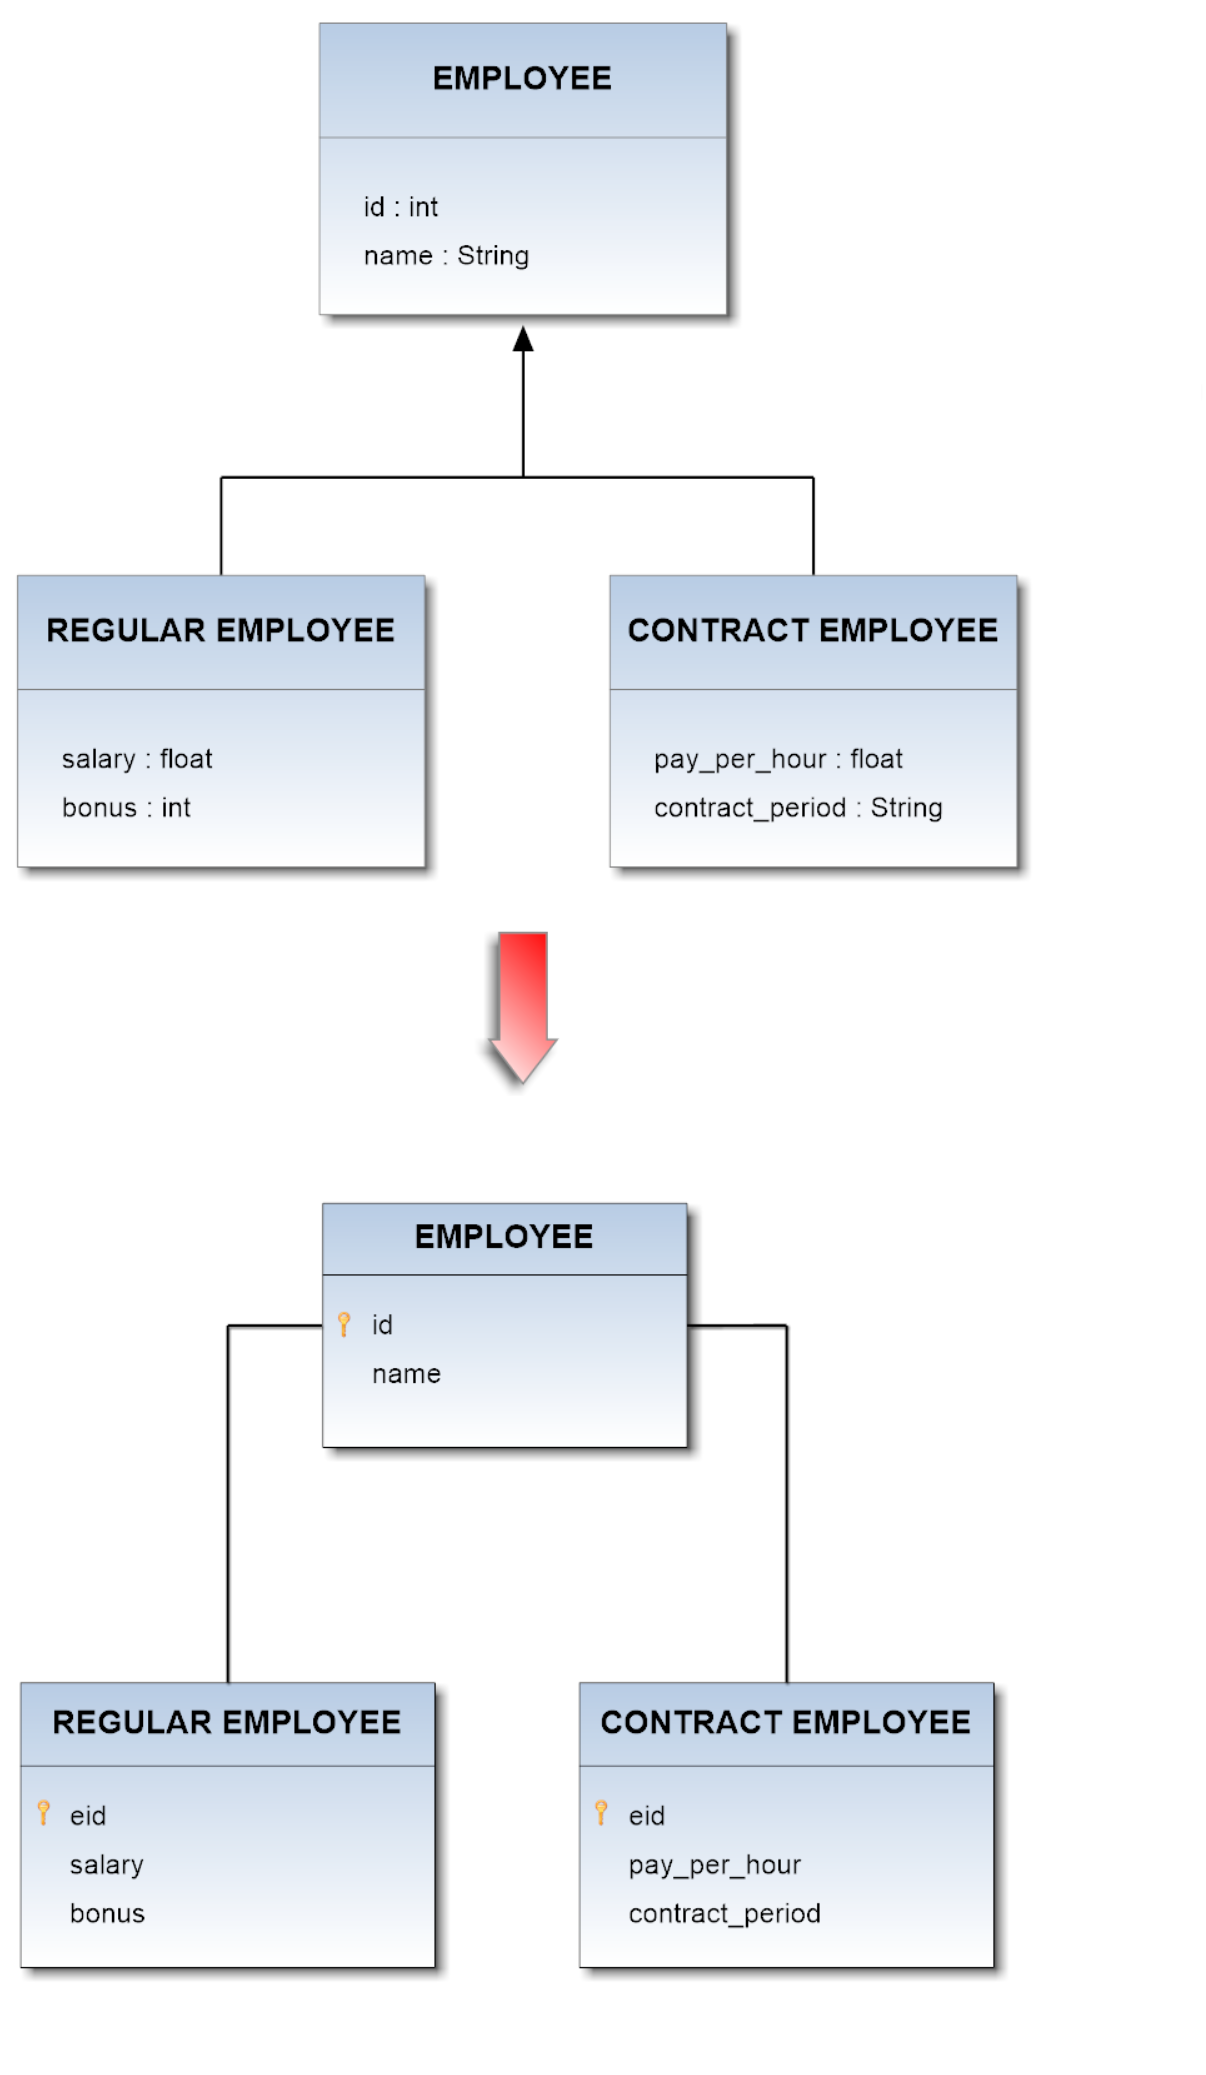 EMPLOYEE
id : int
name : String
REGULAR EMPLOYEE
salary : float
bonus : int
CONTRACT EMPLOYEE
pay_per_hour : float
contract_period : String
EMPLOYEE
id
name
REGULAR EMPLOYEE
eid
salary
bonus
CONTRACT EMPLOYEE
eid
pay_per_hour
contract_period